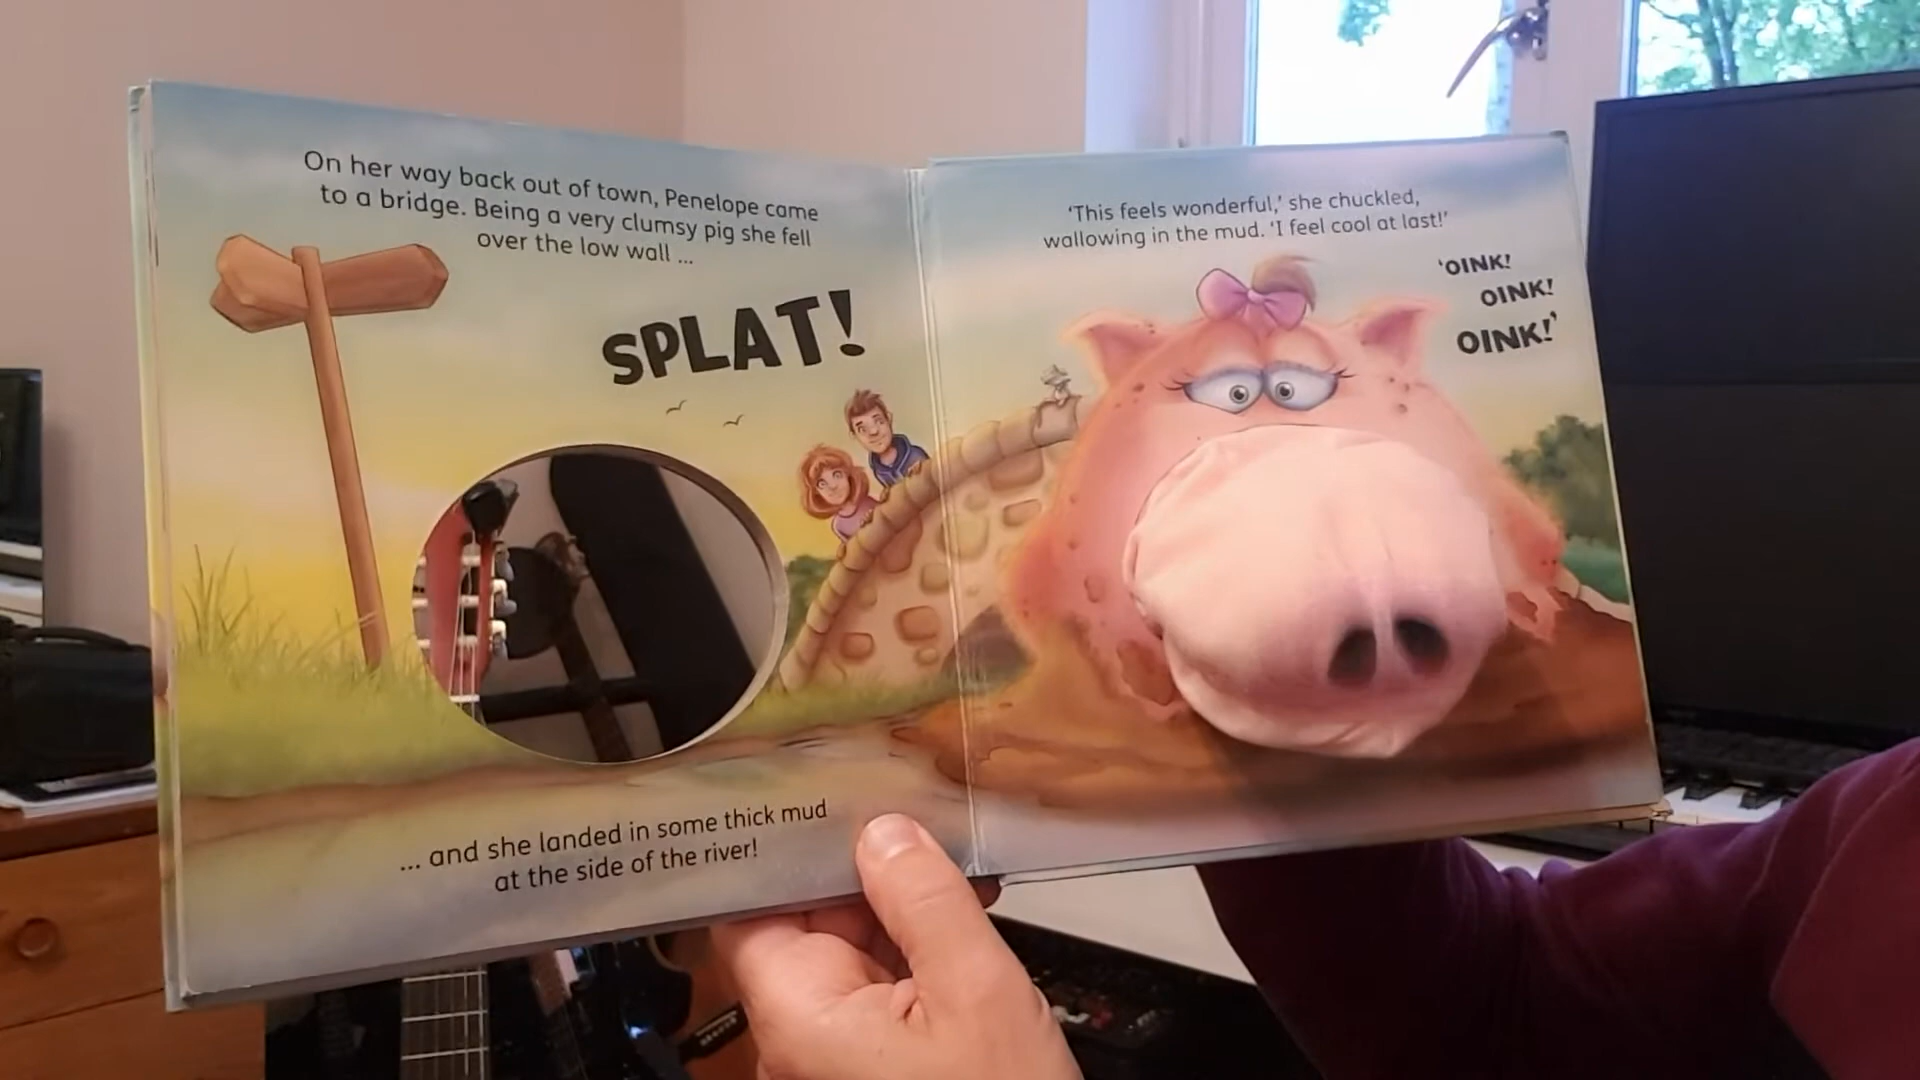 On her way back out of town, Penelope came
to a bridge. Being a very clumsy pig she fell
over the low wall ...
SPLAT!
... and she landed in some thick mud
at the side of the river!
‘This feels wonderful,’ she chuckled,
wallowing in the mud. ‘I feel cool at last!’
‘OINK!
OINK!
OINK!’